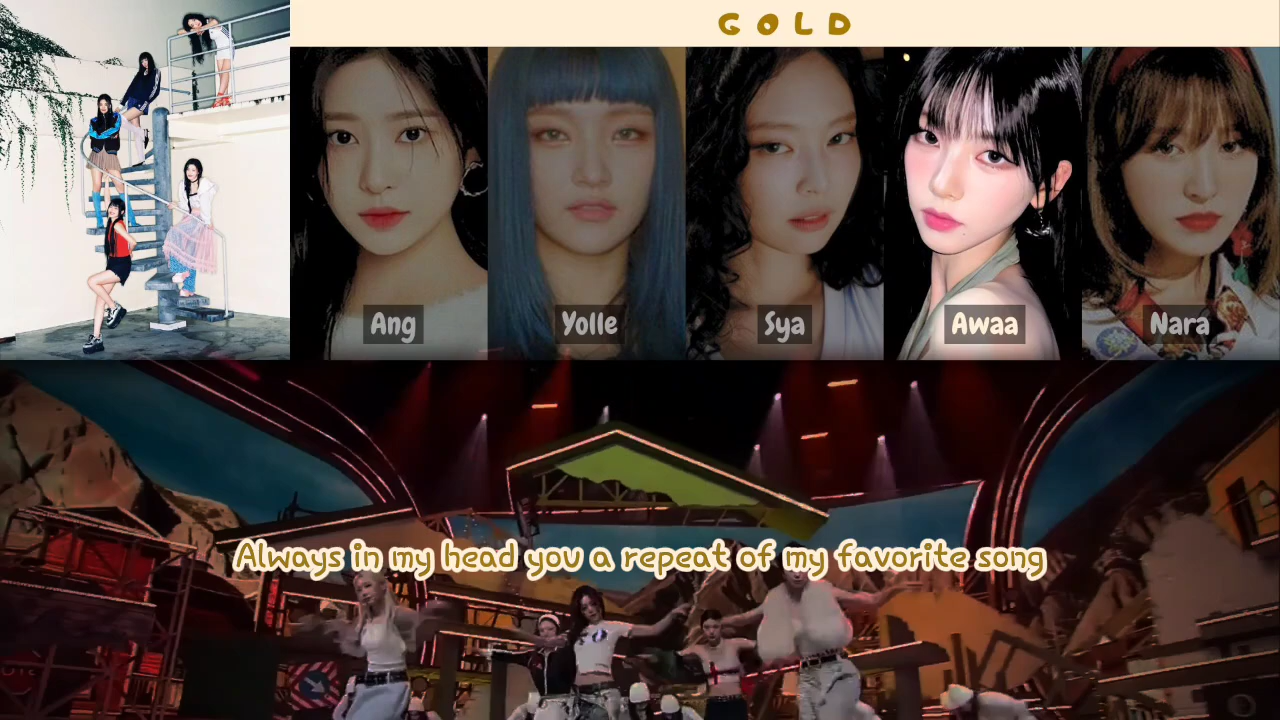 GOLD
Ang
Yolle
Sya
Awaa
Nara
Always in my head you a repeat of my favorite song